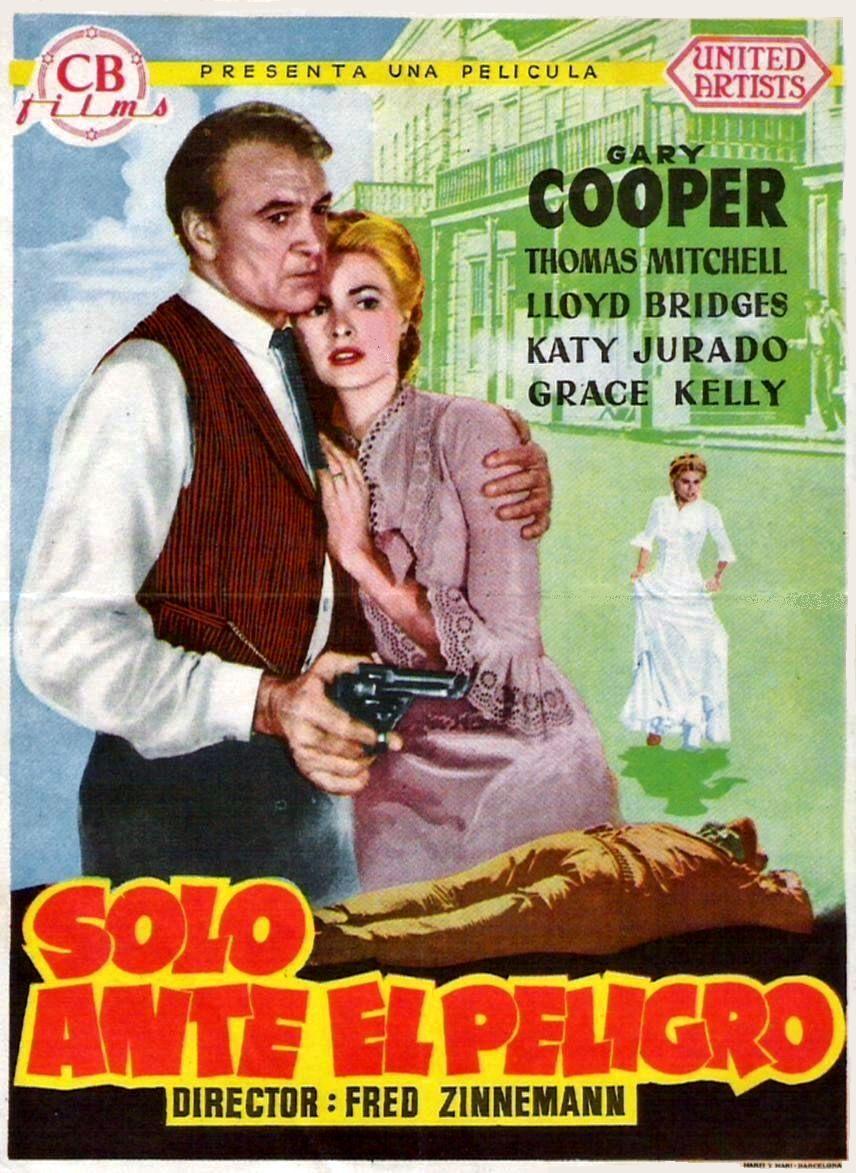 CB
films
PRESENTA UNA PELICULA
UNITED
ARTISTS
GARY
COOPER
THOMAS MITCHELL
LLOYD BRIDGES
KATY JURADO
GRACE KELLY
SOLO
ANTE EL PELIGRO
DIRECTOR: FRED ZINNEMANN